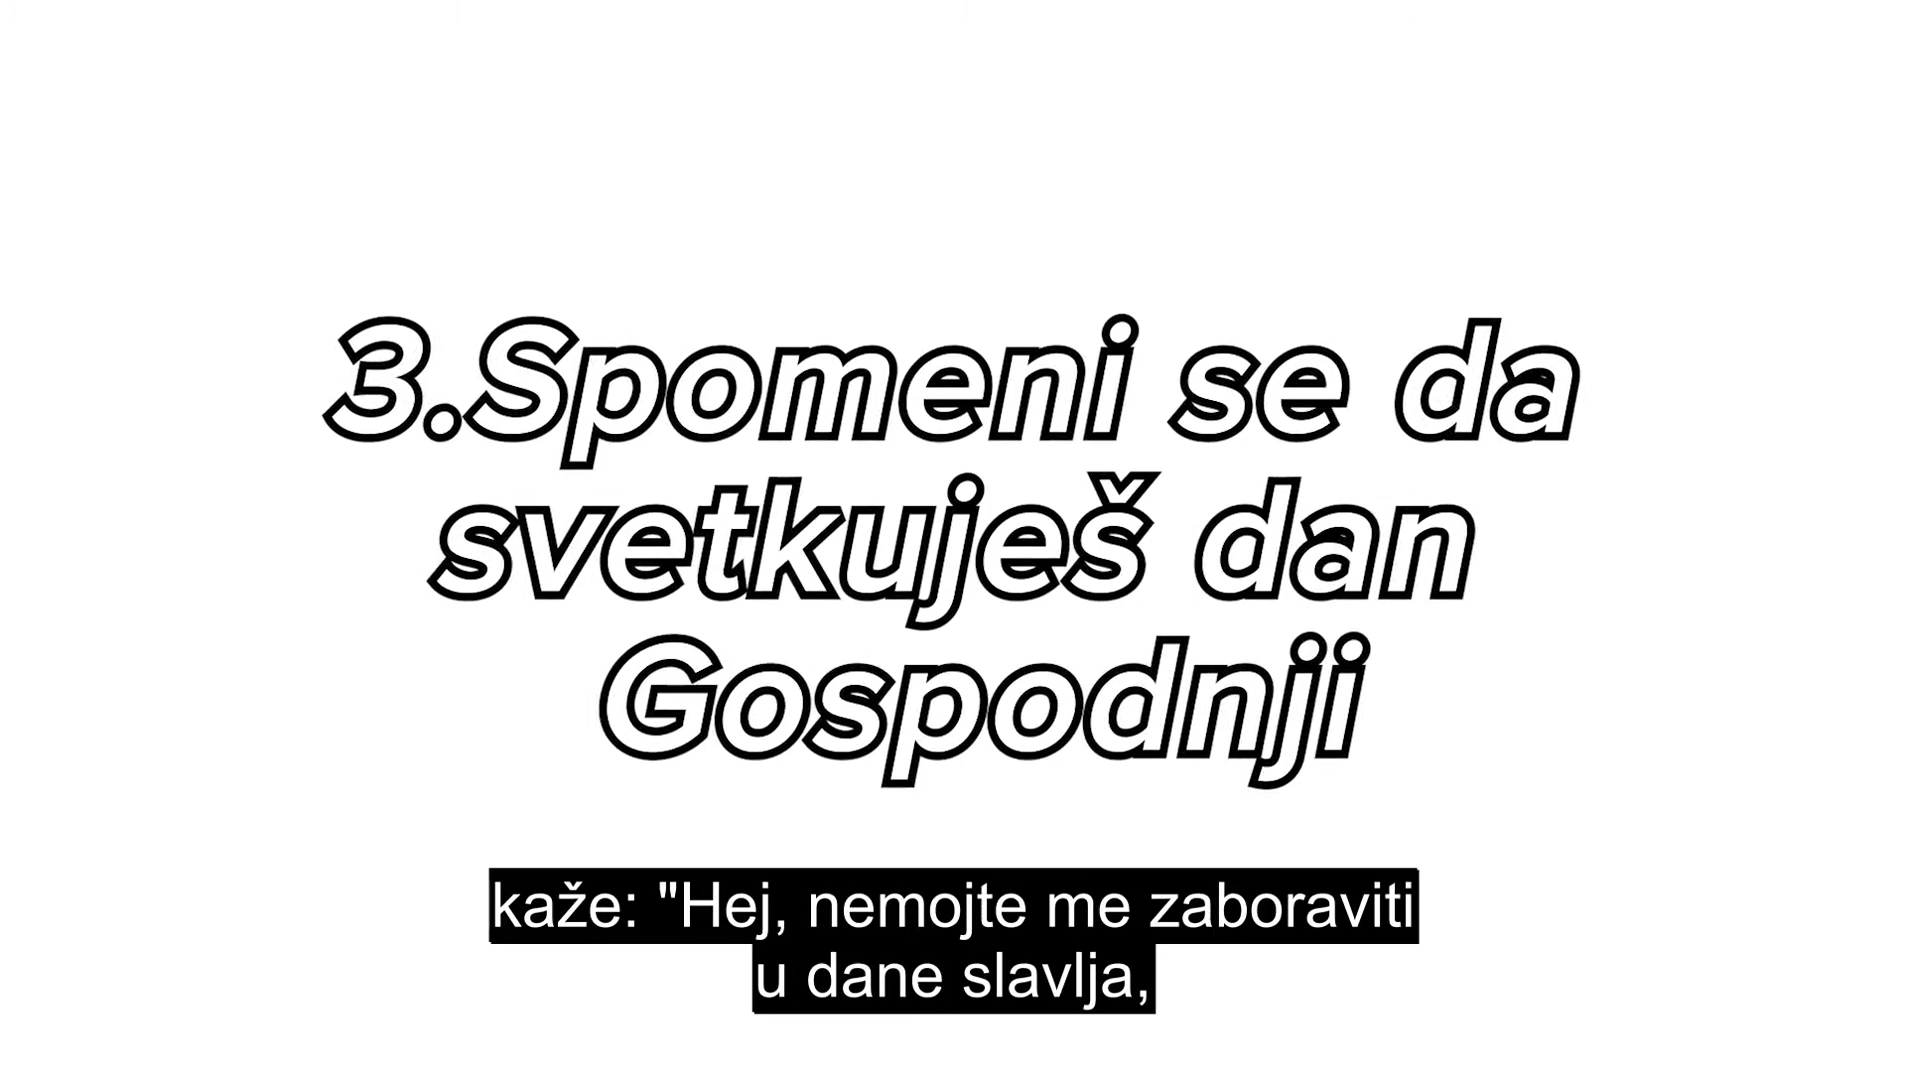 3.Spomeni se da
svetkuješ dan
Gospodnji
kaže: "Hej, nemojte me zaboraviti
u dane slavlja,